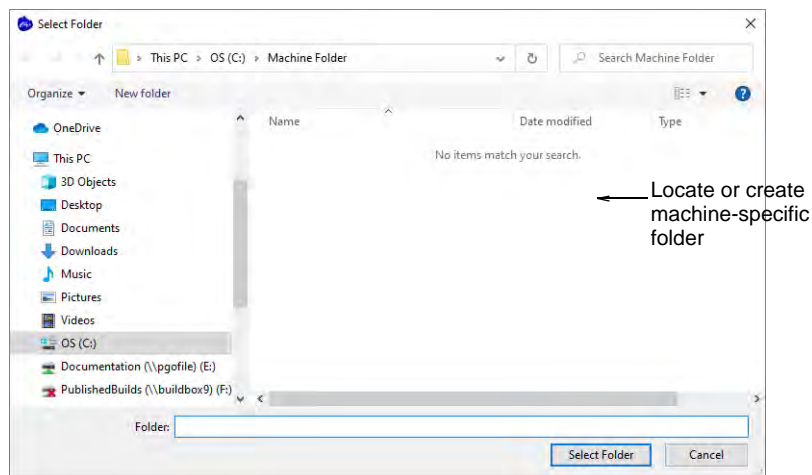 Select Folder
This PC > OS (C:) > Machine Folder
Search Machine Folder
Organize
New folder
Name
Date modified
Type
OneDrive
No items match your search.
This PC
3D Objects
Desktop
Documents
Downloads
Music
Pictures
Videos
OS (C:)
Documentation (\\pgofile) (E:)
PublishedBuilds (\\buildbox9) (F:)
Locate or create
machine-specific
folder
Folder:
Select Folder
Cancel